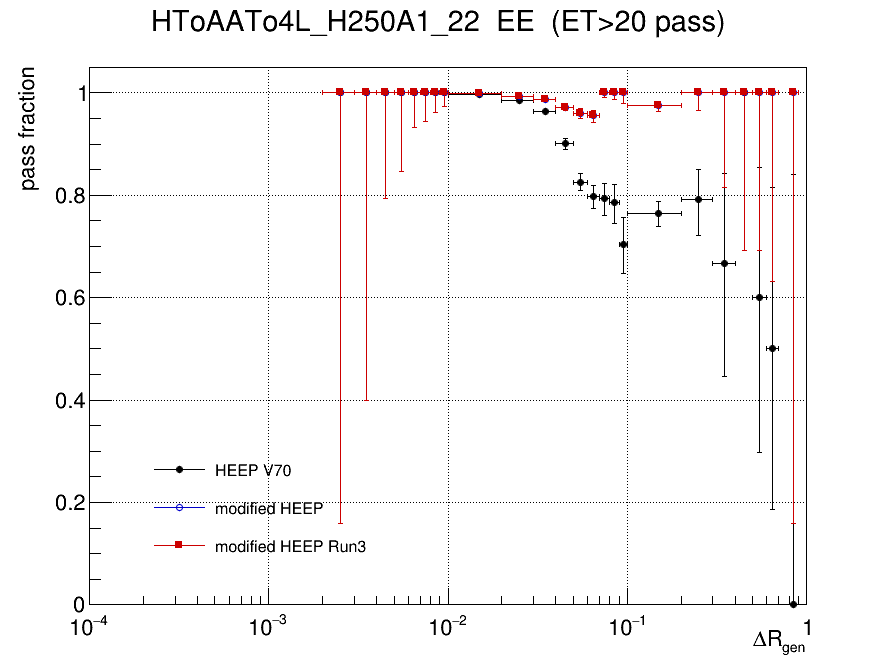 HToAATo4L_H250A1_22 EE (ET>20 pass)
pass fraction
1
0.8
0.6
0.4
0.2
0
HEEP V70
modified HEEP
modified HEEP Run3
10⁻⁴ 10⁻³ 10⁻² 10⁻¹ 1
ΔR_gen